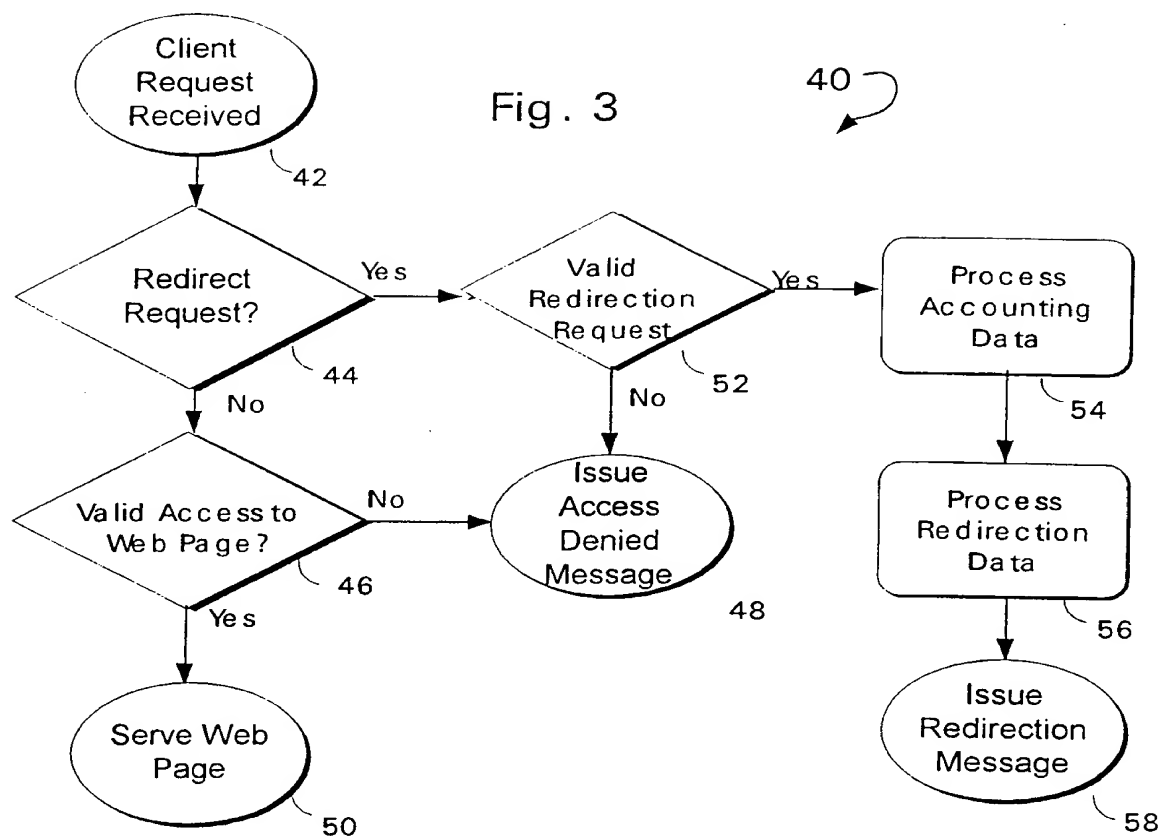 Client
Request
Received
Fig. 3
40
42
Redirect
Request?
Yes
Valid
Redirection
Request
Yes
Process
Accounting
Data
44
52
54
No
No
Valid Access to
Web Page?
No
Issue
Access
Denied
Message
Process
Redirection
Data
46
48
56
Yes
Serve Web
Page
Issue
Redirection
Message
50
58